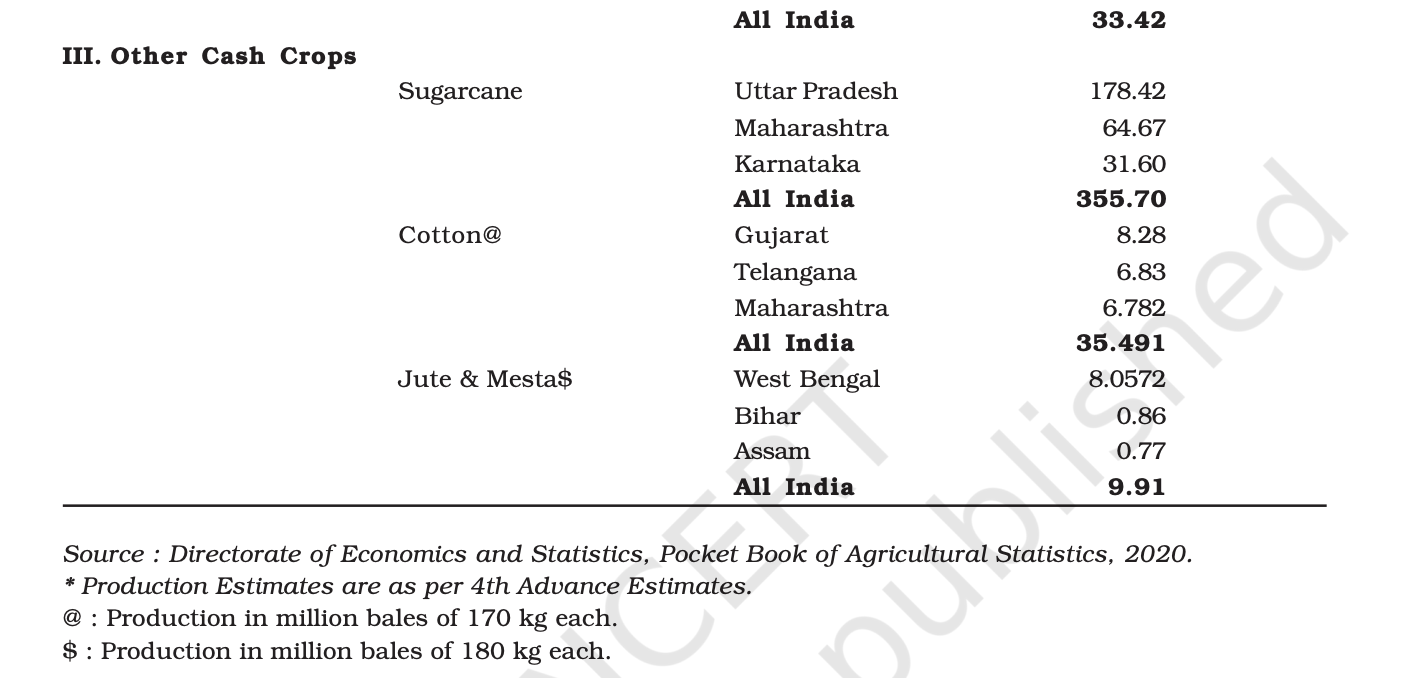 All India 33.42
III. Other Cash Crops
Sugarcane Uttar Pradesh 178.42
Maharashtra 64.67
Karnataka 31.60
All India 355.70
Cotton@ Gujarat 8.28
Telangana 6.83
Maharashtra 6.782
All India 35.491
Jute & Mesta$ West Bengal 8.0572
Bihar 0.86
Assam 0.77
All India 9.91
Source : Directorate of Economics and Statistics, Pocket Book of Agricultural Statistics, 2020.
* Production Estimates are as per 4th Advance Estimates.
@ : Production in million bales of 170 kg each.
$ : Production in million bales of 180 kg each.
NCERT
published